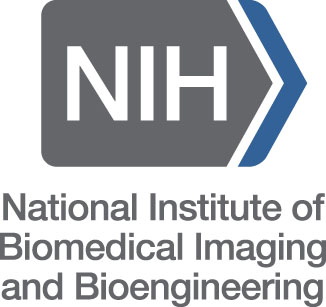 NIH
National Institute of
Biomedical Imaging
and Bioengineering